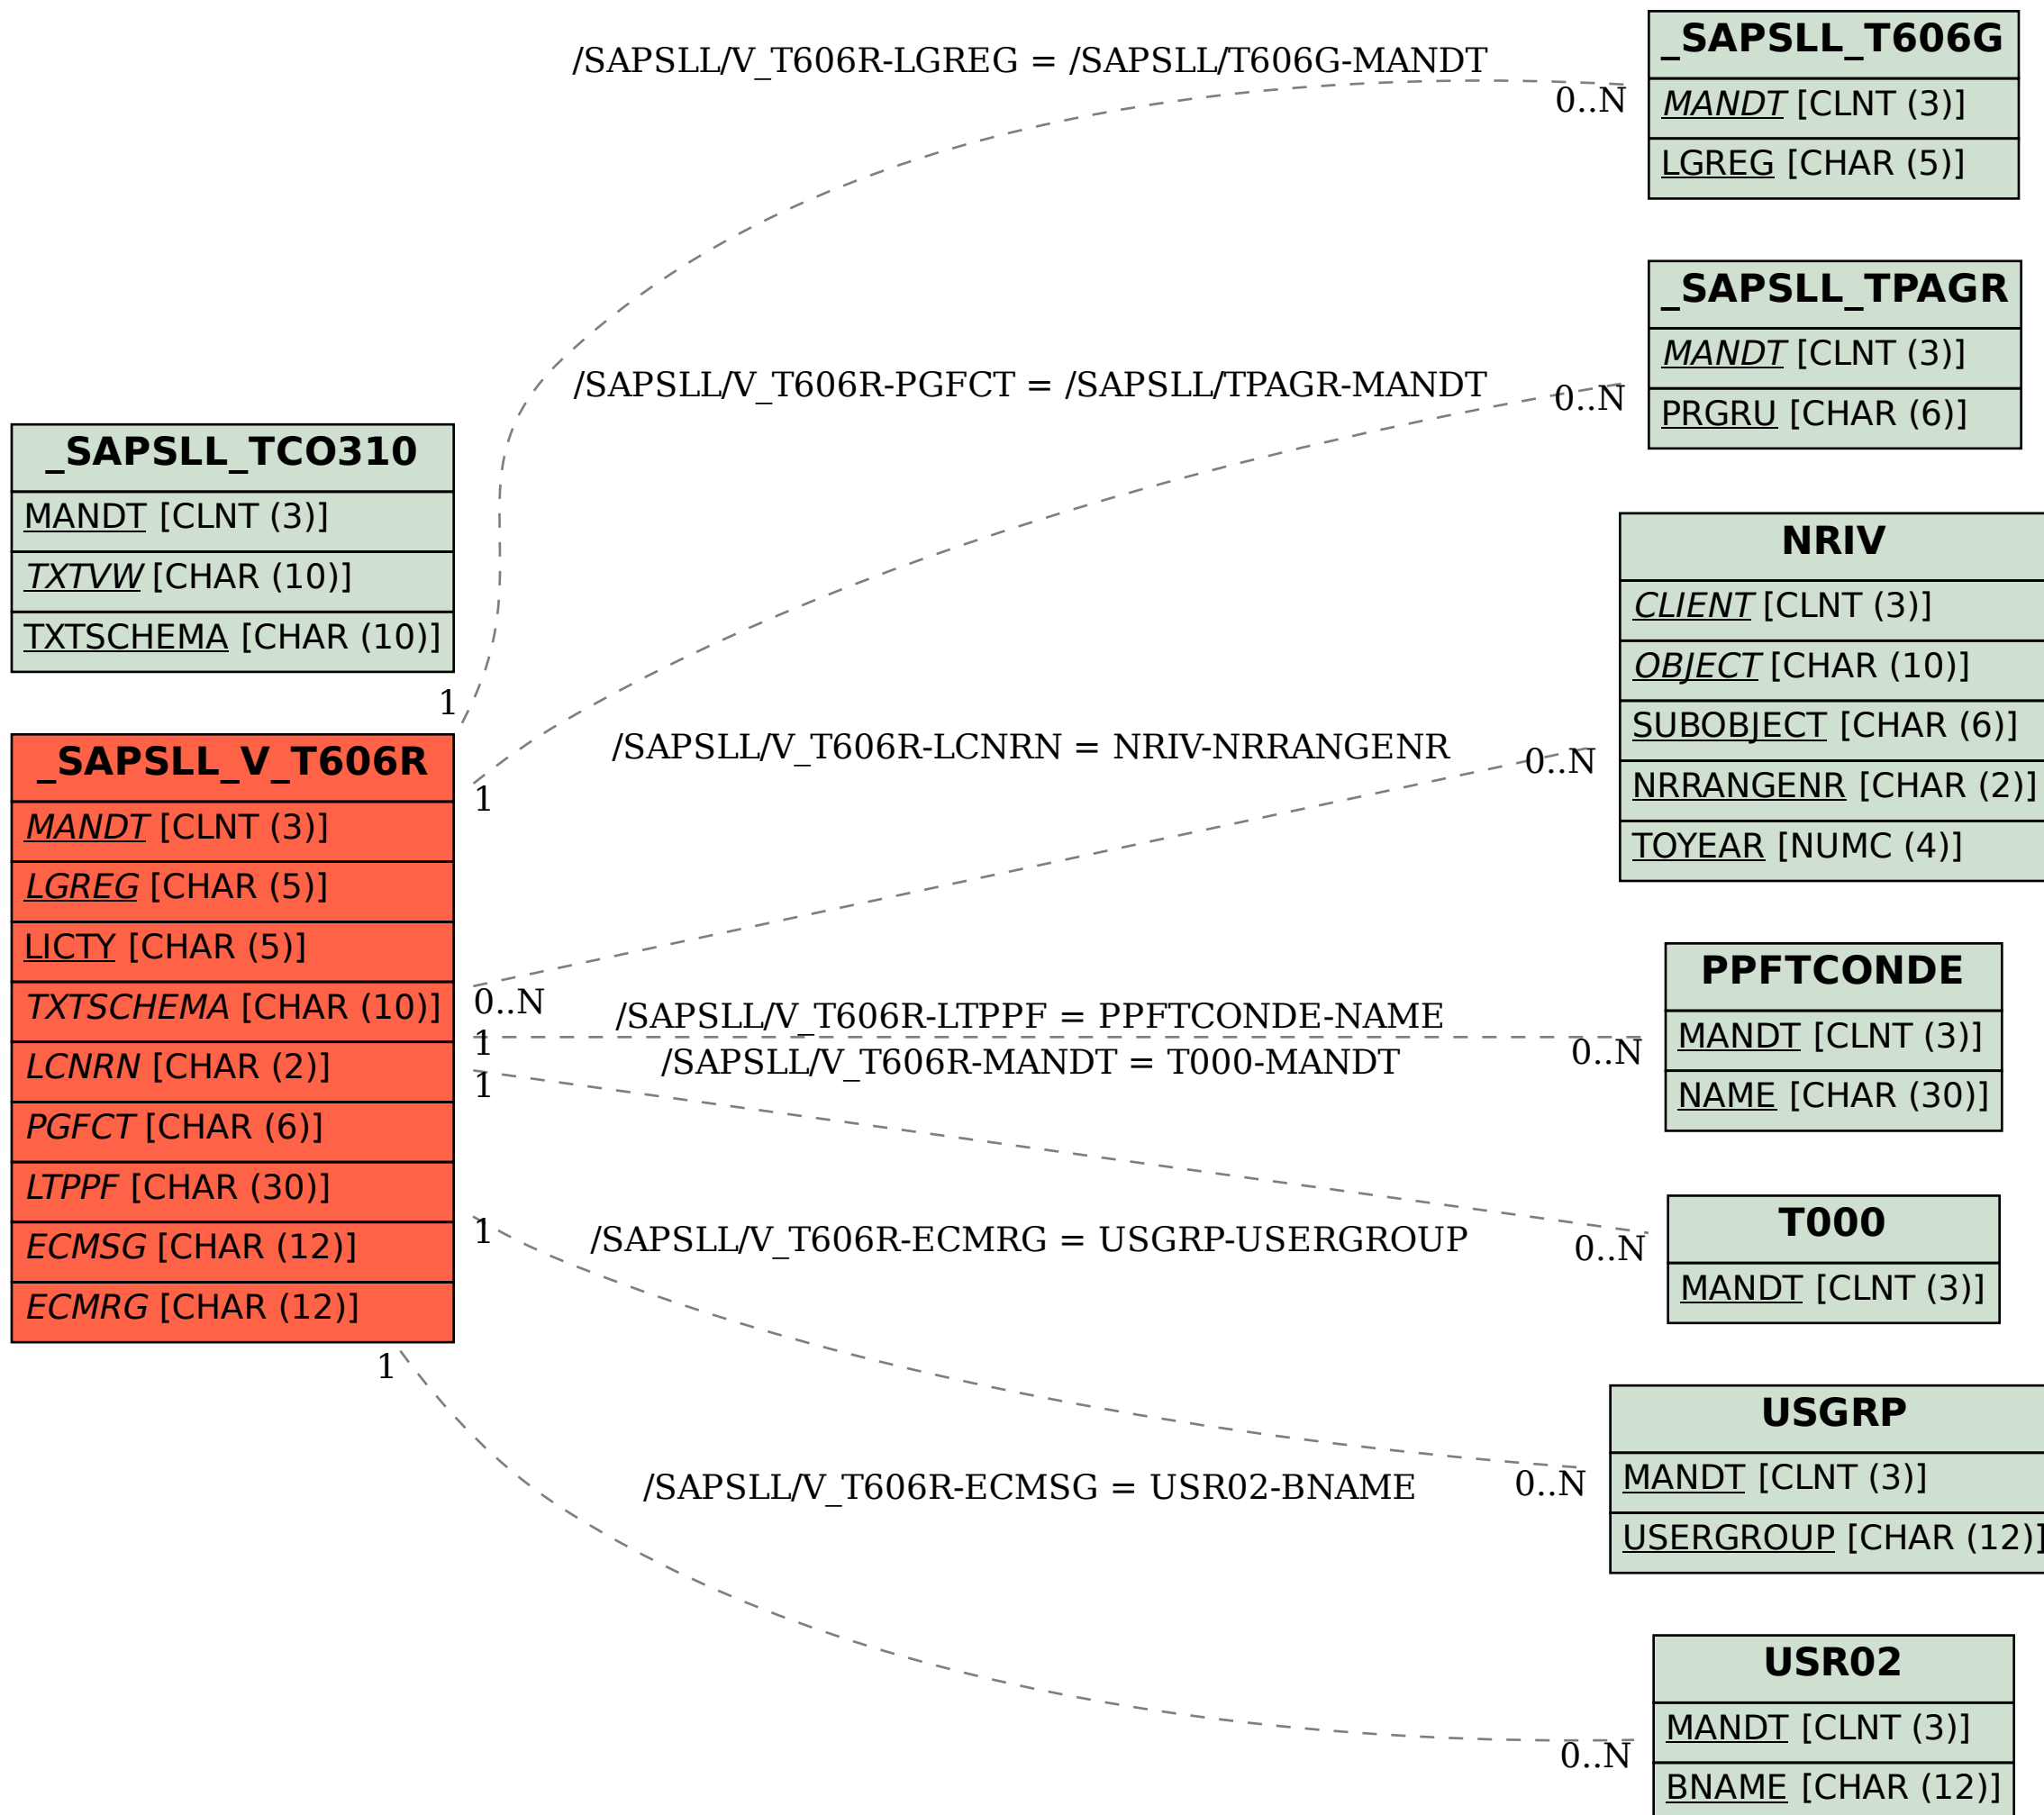 _SAPSLL_TCO310
MANDT [CLNT (3)]
TXTVW [CHAR (10)]
TXTSCHEMA [CHAR (10)]
_SAPSLL_V_T606R
MANDT [CLNT (3)]
LGREG [CHAR (5)]
LICTY [CHAR (5)]
TXTSCHEMA [CHAR (10)]
LCNRN [CHAR (2)]
PGFCT [CHAR (6)]
LTPPF [CHAR (30)]
ECMSG [CHAR (12)]
ECMRG [CHAR (12)]
/SAPSLL/V_T606R-LGREG = /SAPSLL/T606G-MANDT
0..N
1
/SAPSLL/V_T606R-PGFCT = /SAPSLL/TPAGR-MANDT
0..N
1
/SAPSLL/V_T606R-LCNRN = NRIV-NRRANGENR
0..N
0..N
/SAPSLL/V_T606R-LTPPF = PPFTCONDE-NAME
1
0..N
/SAPSLL/V_T606R-MANDT = T000-MANDT
1
0..N
/SAPSLL/V_T606R-ECMRG = USGRP-USERGROUP
1
0..N
/SAPSLL/V_T606R-ECMSG = USR02-BNAME
1
0..N
_SAPSLL_T606G
MANDT [CLNT (3)]
LGREG [CHAR (5)]
_SAPSLL_TPAGR
MANDT [CLNT (3)]
PRGRU [CHAR (6)]
NRIV
CLIENT [CLNT (3)]
OBJECT [CHAR (10)]
SUBOBJECT [CHAR (6)]
NRRANGENR [CHAR (2)]
TOYEAR [NUMC (4)]
PPFTCONDE
MANDT [CLNT (3)]
NAME [CHAR (30)]
T000
MANDT [CLNT (3)]
USGRP
MANDT [CLNT (3)]
USERGROUP [CHAR (12)]
USR02
MANDT [CLNT (3)]
BNAME [CHAR (12)]